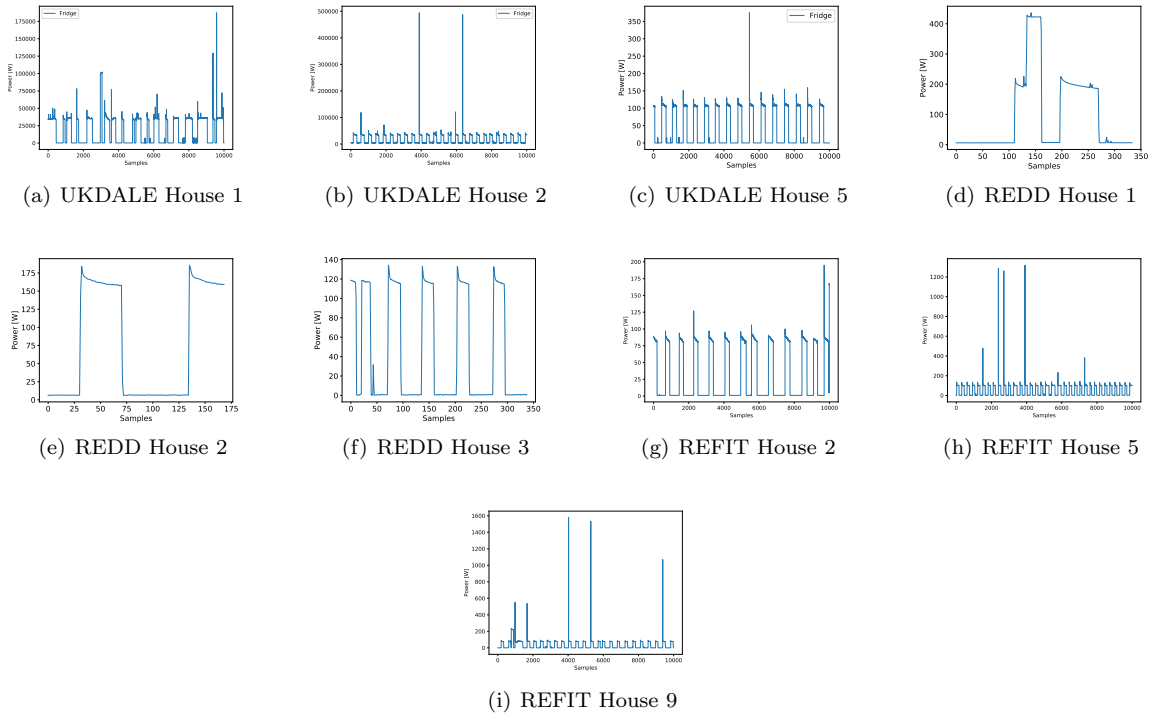 Fridge
Power [W]
175000
150000
125000
100000
75000
50000
25000
0
0 2000 4000 6000 8000 10000
Samples
(a) UKDALE House 1
Fridge
Power [W]
500000
400000
300000
200000
100000
0
0 2000 4000 6000 8000 10000
Samples
(b) UKDALE House 2
Fridge
Power [W]
350
300
250
200
150
100
50
0
0 2000 4000 6000 8000 10000
Samples
(c) UKDALE House 5
Power [W]
400
300
200
100
0
0 50 100 150 200 250 300
Samples
(d) REDD House 1
Power [W]
175
150
125
100
75
50
25
0
0 25 50 75 100 125 150 175
Samples
(e) REDD House 2
Power [W]
140
120
100
80
60
40
20
0
0 50 100 150 200 250 300 350
Samples
(f) REDD House 3
Power [W]
200
175
150
125
100
75
50
25
0
0 2000 4000 6000 8000 10000
Samples
(g) REFIT House 2
Power [W]
1200
1000
800
600
400
200
0
0 2000 4000 6000 8000 10000
Samples
(h) REFIT House 5
Power [W]
1600
1400
1200
1000
800
600
400
200
0
0 2000 4000 6000 8000 10000
Samples
(i) REFIT House 9